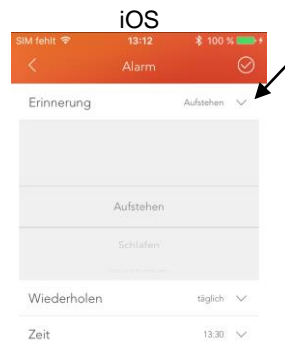 iOS
SIM fehlt 13:12 100 %
Alarm
Erinnerung Aufstehen
Aufstehen
Schlafen
Wiederholen täglich
Zeit 13:30